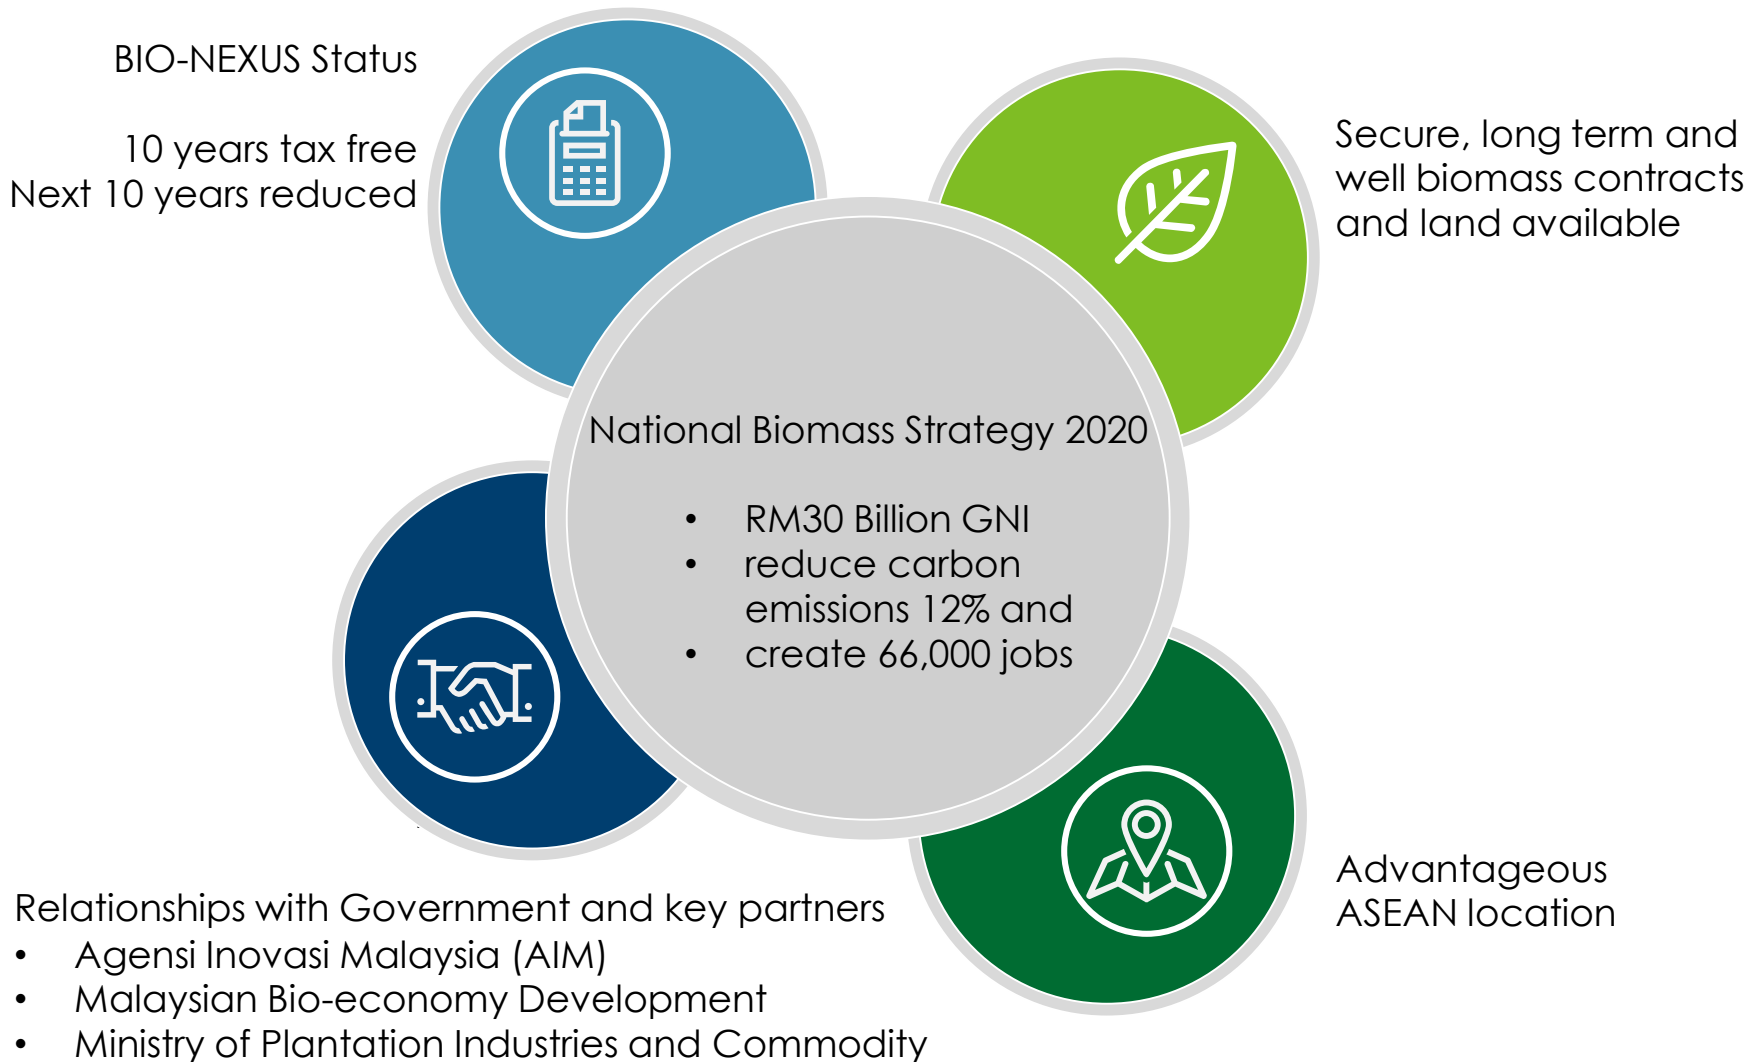 BIO-NEXUS Status
10 years tax free
Next 10 years reduced
Secure, long term and
well biomass contracts
and land available
National Biomass Strategy 2020
• RM30 Billion GNI
• reduce carbon
emissions 12% and
• create 66,000 jobs
Relationships with Government and key partners
• Agensi Inovasi Malaysia (AIM)
• Malaysian Bio-economy Development
• Ministry of Plantation Industries and Commodity
Advantageous
ASEAN location